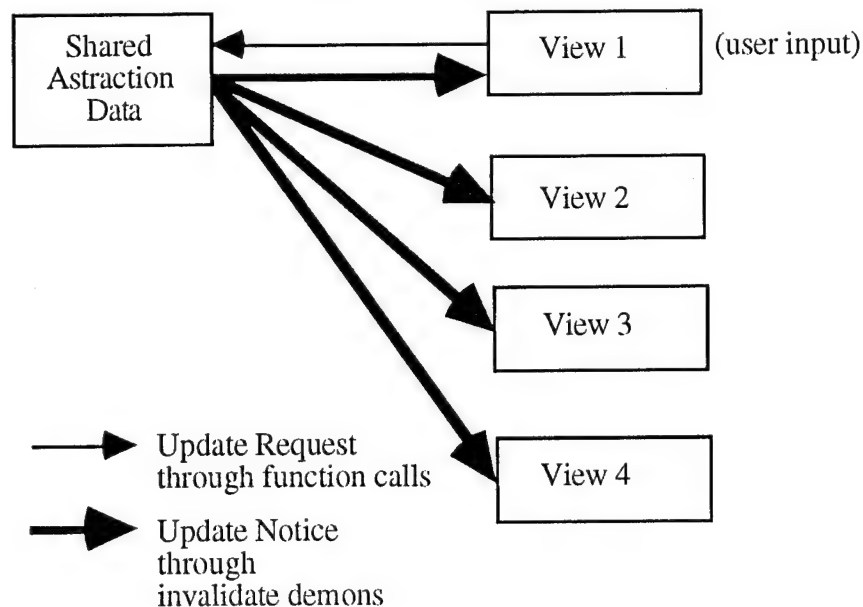 Shared
Astraction
Data
View 1
(user input)
View 2
View 3
View 4
Update Request
through function calls
Update Notice
through
invalidate demons